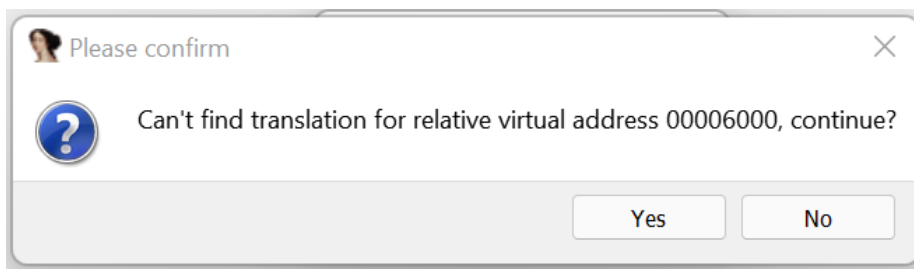 Please confirm
Can't find translation for relative virtual address 00006000, continue?
Yes
No